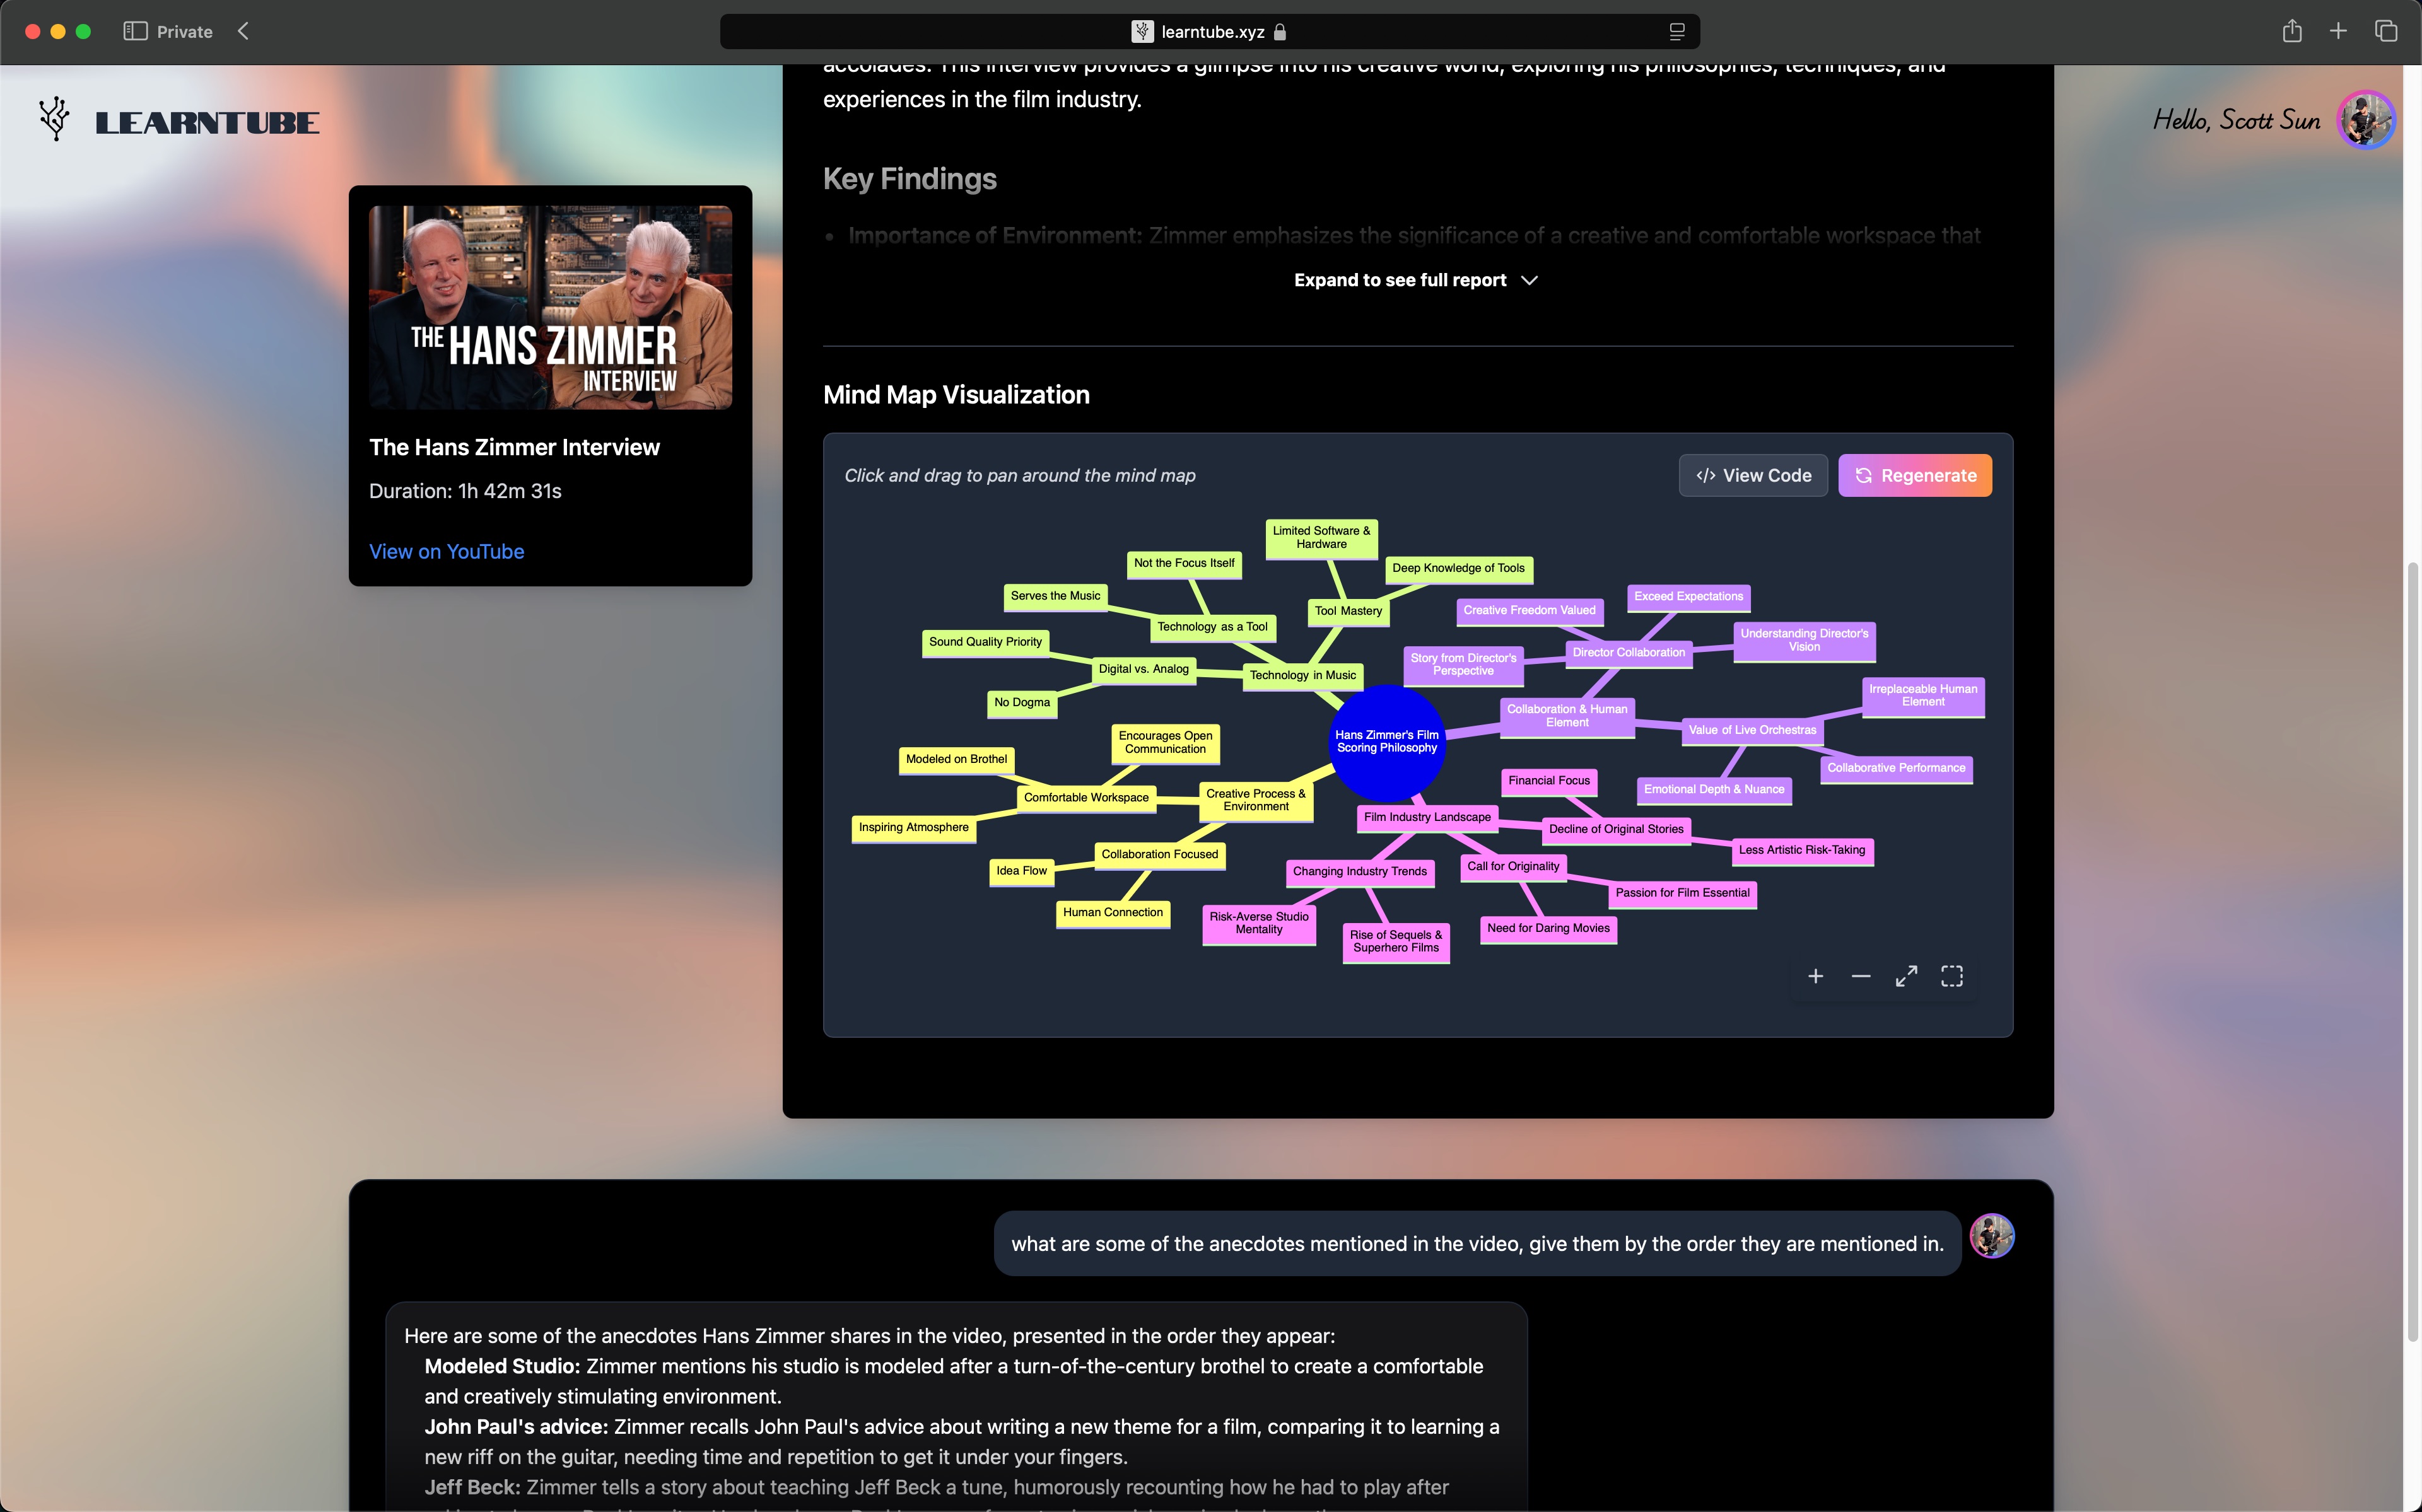 Private
learntube.xyz
LEARNTUBE
Hello, Scott Sun
accolades. This interview provides a glimpse into his creative world, exploring his philosophies, techniques, and
experiences in the film industry.
Key Findings
• Importance of Environment: Zimmer emphasizes the significance of a creative and comfortable workspace that
Expand to see full report
THE HANS ZIMMER
INTERVIEW
The Hans Zimmer Interview
Duration: 1h 42m 31s
View on YouTube
Mind Map Visualization
Click and drag to pan around the mind map
</> View Code
Regenerate
Limited Software &
Hardware
Not the Focus Itself
Deep Knowledge of Tools
Serves the Music
Tool Mastery
Technology as a Tool
Sound Quality Priority
Digital vs. Analog
Technology in Music
No Dogma
Exceed Expectations
Creative Freedom Valued
Understanding Director's
Vision
Director Collaboration
Story from Director's
Perspective
Irreplaceable Human
Element
Collaboration & Human
Element
Value of Live Orchestras
Collaborative Performance
Emotional Depth & Nuance
Hans Zimmer's Film
Scoring Philosophy
Encourages Open
Communication
Modeled on Brothel
Comfortable Workspace
Creative Process &
Environment
Inspiring Atmosphere
Collaboration Focused
Idea Flow
Human Connection
Financial Focus
Film Industry Landscape
Decline of Original Stories
Less Artistic Risk-Taking
Changing Industry Trends
Call for Originality
Passion for Film Essential
Risk-Averse Studio
Mentality
Rise of Sequels &
Superhero Films
Need for Daring Movies
what are some of the anecdotes mentioned in the video, give them by the order they are mentioned in.
Here are some of the anecdotes Hans Zimmer shares in the video, presented in the order they appear:
Modeled Studio: Zimmer mentions his studio is modeled after a turn-of-the-century brothel to create a comfortable
and creatively stimulating environment.
John Paul's advice: Zimmer recalls John Paul's advice about writing a new theme for a film, comparing it to learning a
new riff on the guitar, needing time and repetition to get it under your fingers.
Jeff Beck: Zimmer tells a story about teaching Jeff Beck a tune, humorously recounting how he had to play after